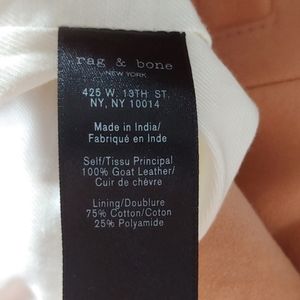 rag & bone
NEW YORK
425 W. 13TH ST.
NY, NY 10014
Made in India/
Fabriqué en Inde
Self/Tissu Principal
100% Goat Leather/
Cuir de chèvre
Lining/Doublure
75% Cotton/Coton
25% Polyamide